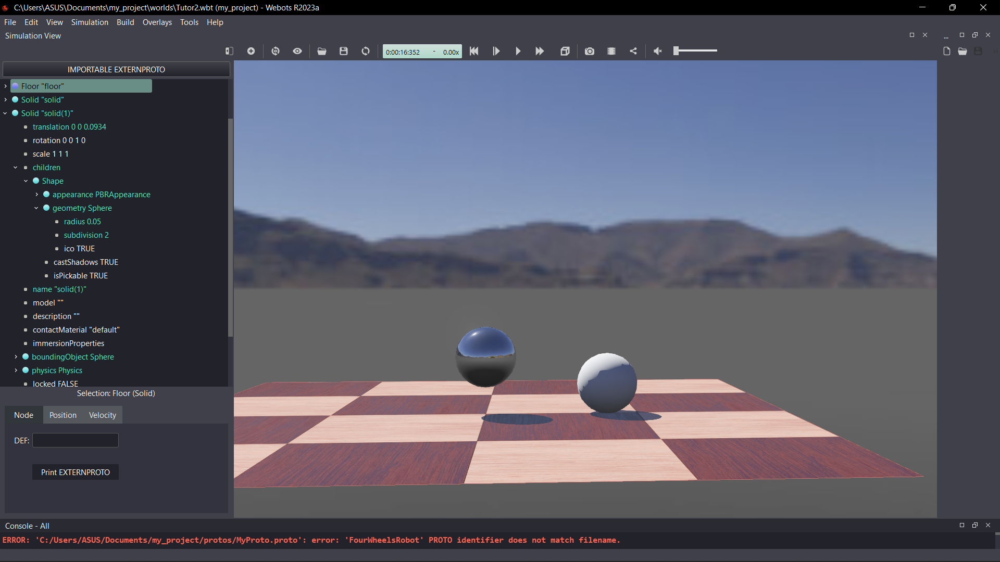 C:\Users\ASUS\Documents\my_project\worlds\Tutor2.wbt (my_project) - Webots R2023a
File Edit View Simulation Build Overlays Tools Help
Simulation View
0:00:16:352 - 0.00x
IMPORTABLE EXTERNPROTO
Floor "floor"
Solid "solid"
Solid "solid(1)"
translation 0 0 0.0934
rotation 0 0 1 0
scale 1 1 1
children
Shape
appearance PBRAppearance
geometry Sphere
radius 0.05
subdivision 2
ico TRUE
castShadows TRUE
isPickable TRUE
name "solid(1)"
model ""
description ""
contactMaterial "default"
immersionProperties
boundingObject Sphere
physics Physics
locked FALSE
Selection: Floor (Solid)
Node Position Velocity
DEF:
Print EXTERNPROTO
Console - All
ERROR: 'C:/Users/ASUS/Documents/my_project/protos/MyProto.proto': error: 'FourWheelsRobot' PROTO identifier does not match filename.